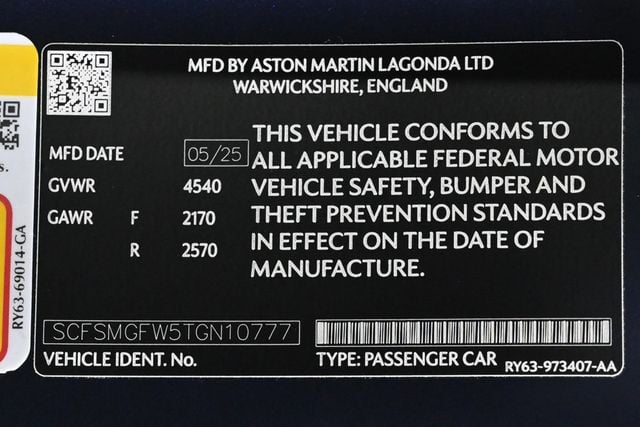 MFD BY ASTON MARTIN LAGONDA LTD
WARWICKSHIRE, ENGLAND
MFD DATE 05/25
GVWR 4540
GAWR F 2170
R 2570
THIS VEHICLE CONFORMS TO
ALL APPLICABLE FEDERAL MOTOR
VEHICLE SAFETY, BUMPER AND
THEFT PREVENTION STANDARDS
IN EFFECT ON THE DATE OF
MANUFACTURE.
SCFSMGFW5TGN10777
VEHICLE IDENT. No.
TYPE: PASSENGER CAR
RY63-973407-AA
s.
RY63-69014-GA